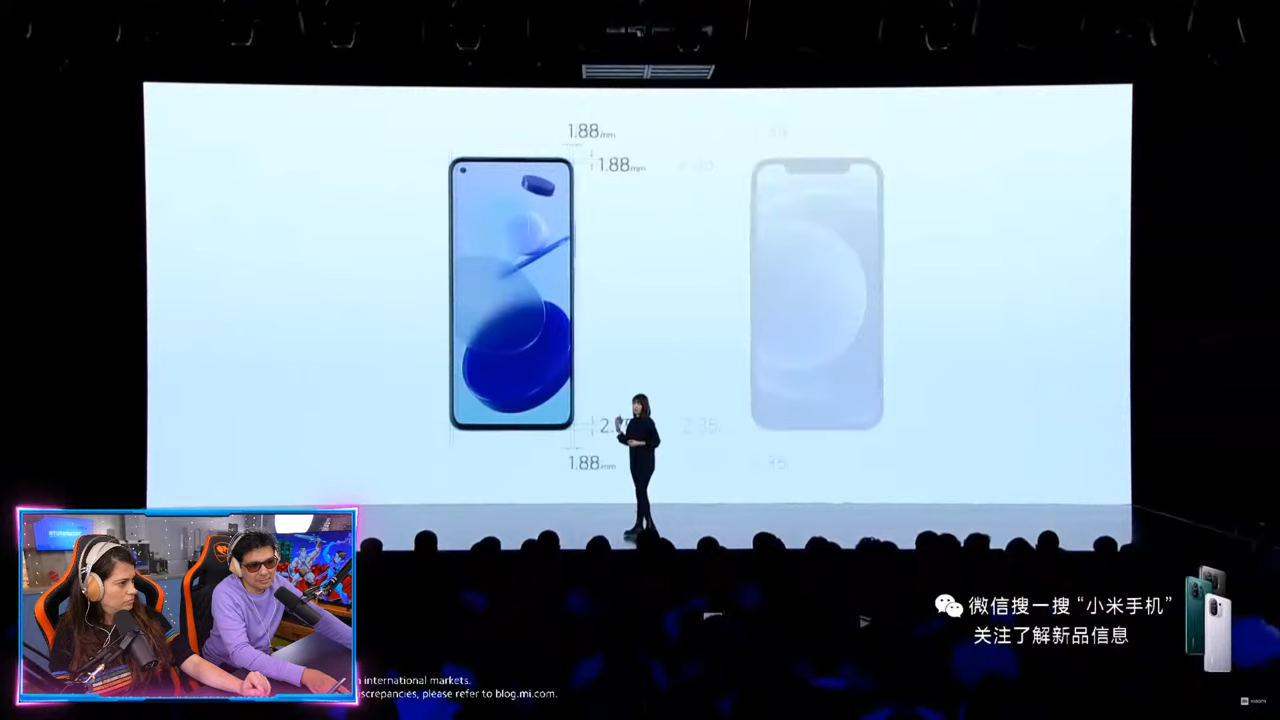 1.88mm
1.88mm
1.88mm
微信搜一搜 “小米手机”
关注了解新品信息
international markets.
please refer to blog.mi.com.
XIAOMI